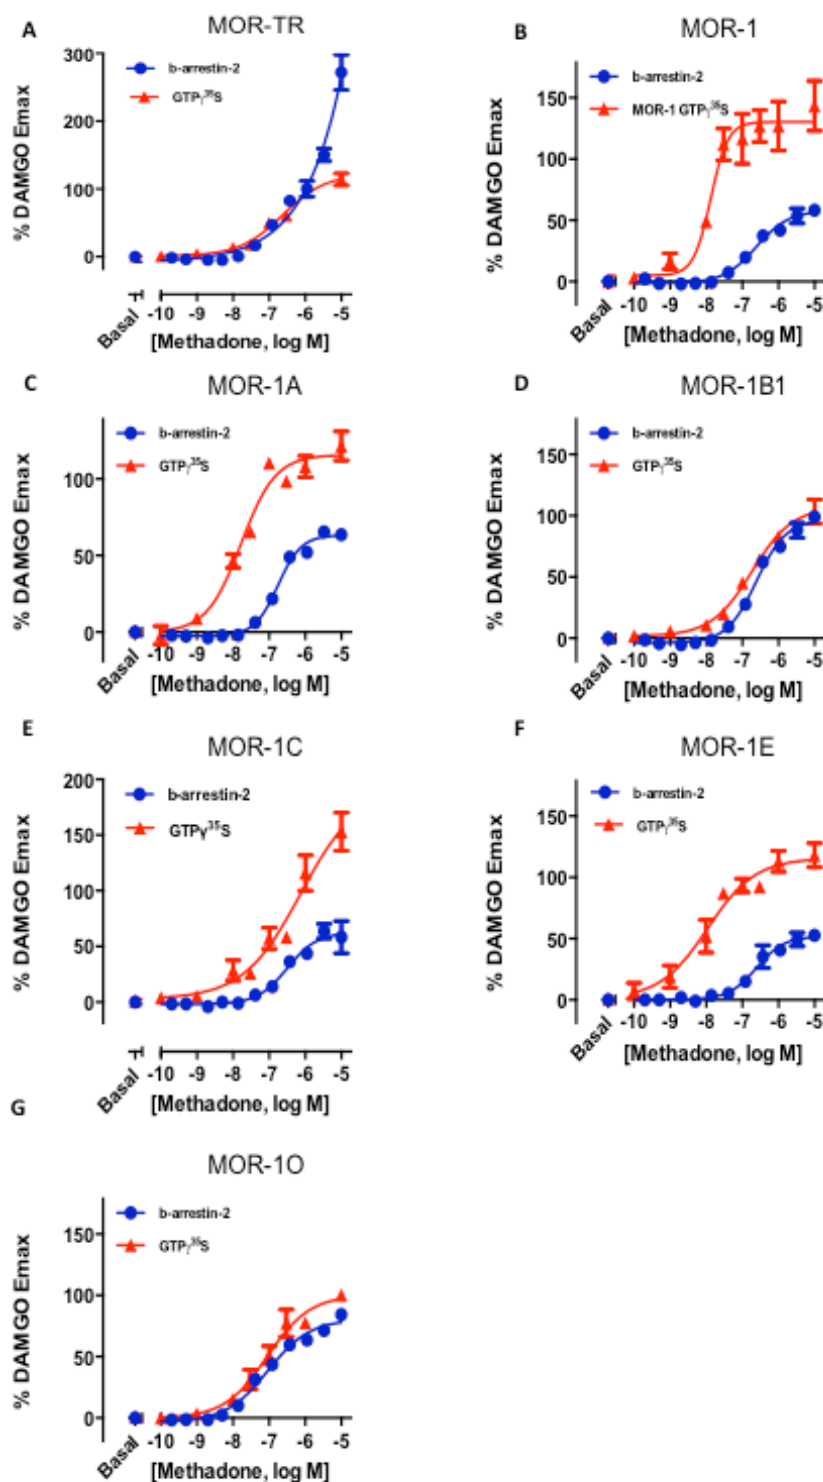 A
MOR-TR
b-arrestin-2
GTPγ³⁵S
% DAMGO Emax
300
200
100
0
Basal
-10 -9 -8 -7 -6 -5
[Methadone, log M]
B
MOR-1
b-arrestin-2
MOR-1 GTPγ³⁵S
% DAMGO Emax
150
100
50
0
Basal
-10 -9 -8 -7 -6 -5
[Methadone, log M]
C
MOR-1A
b-arrestin-2
GTPγ³⁵S
% DAMGO Emax
100
50
0
Basal
-10 -9 -8 -7 -6 -5
[Methadone, log M]
D
MOR-1B1
b-arrestin-2
GTPγ³⁵S
% DAMGO Emax
150
100
50
0
Basal
-10 -9 -8 -7 -6 -5
[Methadone, log M]
E
MOR-1C
b-arrestin-2
GTPγ³⁵S
% DAMGO Emax
200
150
100
50
0
Basal
-10 -9 -8 -7 -6 -5
[Methadone, log M]
F
MOR-1E
b-arrestin-2
GTPγ³⁵S
% DAMGO Emax
150
100
50
0
Basal
-10 -9 -8 -7 -6 -5
[Methadone, log M]
G
MOR-1O
b-arrestin-2
GTPγ³⁵S
% DAMGO Emax
150
100
50
0
Basal
-10 -9 -8 -7 -6 -5
[Methadone, log M]